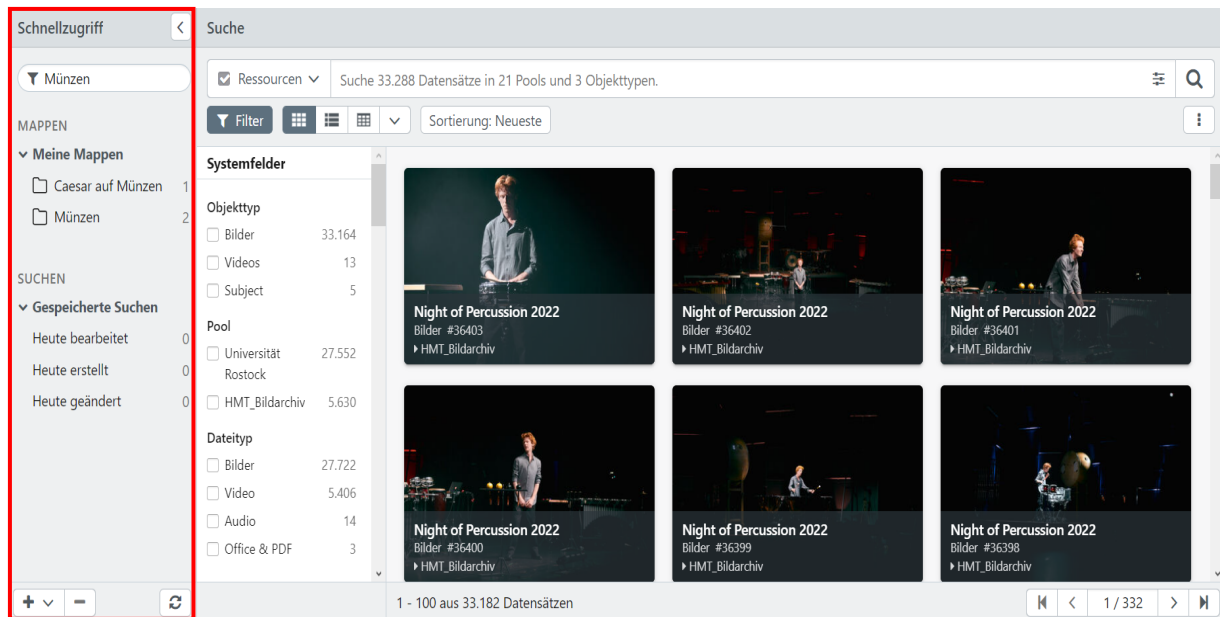 Schnellzugriff
Münzen
MAPPEN
Meine Mappen
Caesar auf Münzen 1
Münzen 2
SUCHEN
Gespeicherte Suchen
Heute bearbeitet 0
Heute erstellt 0
Heute geändert 0
Suche
Ressourcen Suche 33.288 Datensätze in 21 Pools und 3 Objekttypen.
Filter Sortierung: Neueste
Systemfelder
Objekttyp
Bilder 33.164
Videos 13
Subject 5
Pool
Universität 27.552
Rostock
HMT_Bildarchiv 5.630
Dateityp
Bilder 27.722
Video 5.406
Audio 14
Office & PDF 3
Night of Percussion 2022
Bilder #36403
HMT_Bildarchiv
Night of Percussion 2022
Bilder #36402
HMT_Bildarchiv
Night of Percussion 2022
Bilder #36401
HMT_Bildarchiv
Night of Percussion 2022
Bilder #36400
HMT_Bildarchiv
Night of Percussion 2022
Bilder #36399
HMT_Bildarchiv
Night of Percussion 2022
Bilder #36398
HMT_Bildarchiv
1 - 100 aus 33.182 Datensätzen 1 / 332